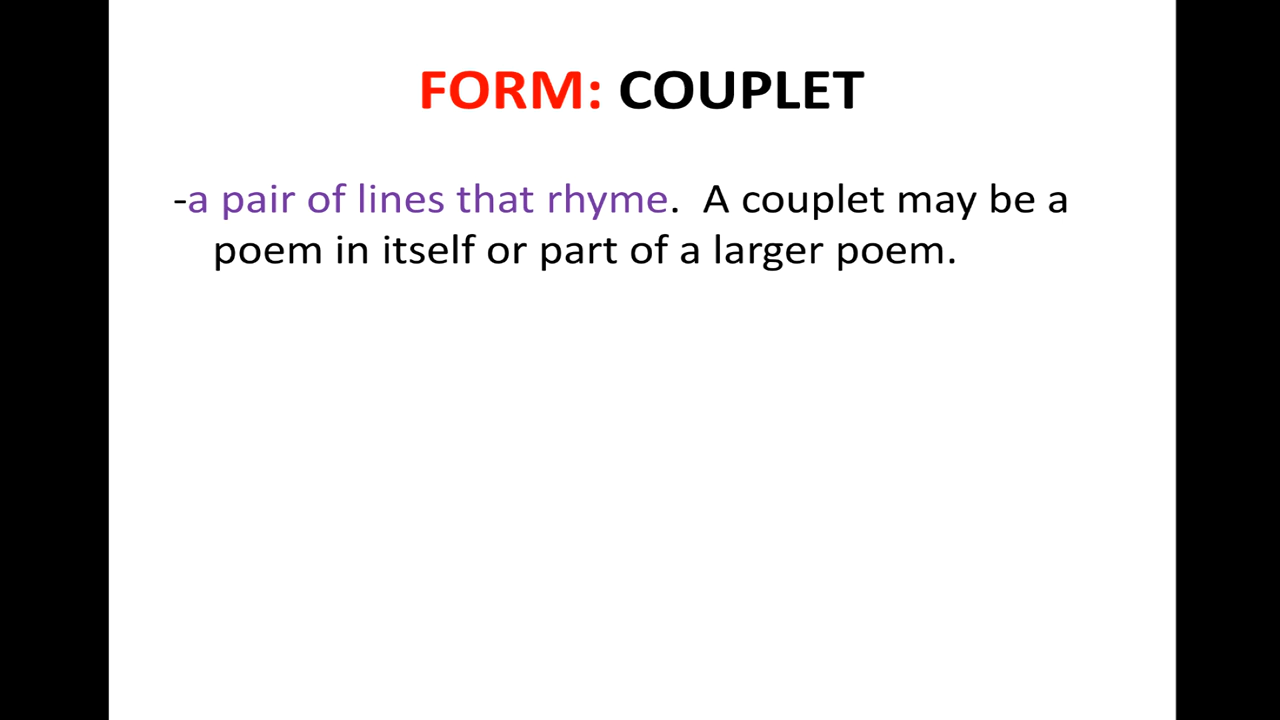 FORM: COUPLET
-a pair of lines that rhyme.  A couplet may be a
poem in itself or part of a larger poem.